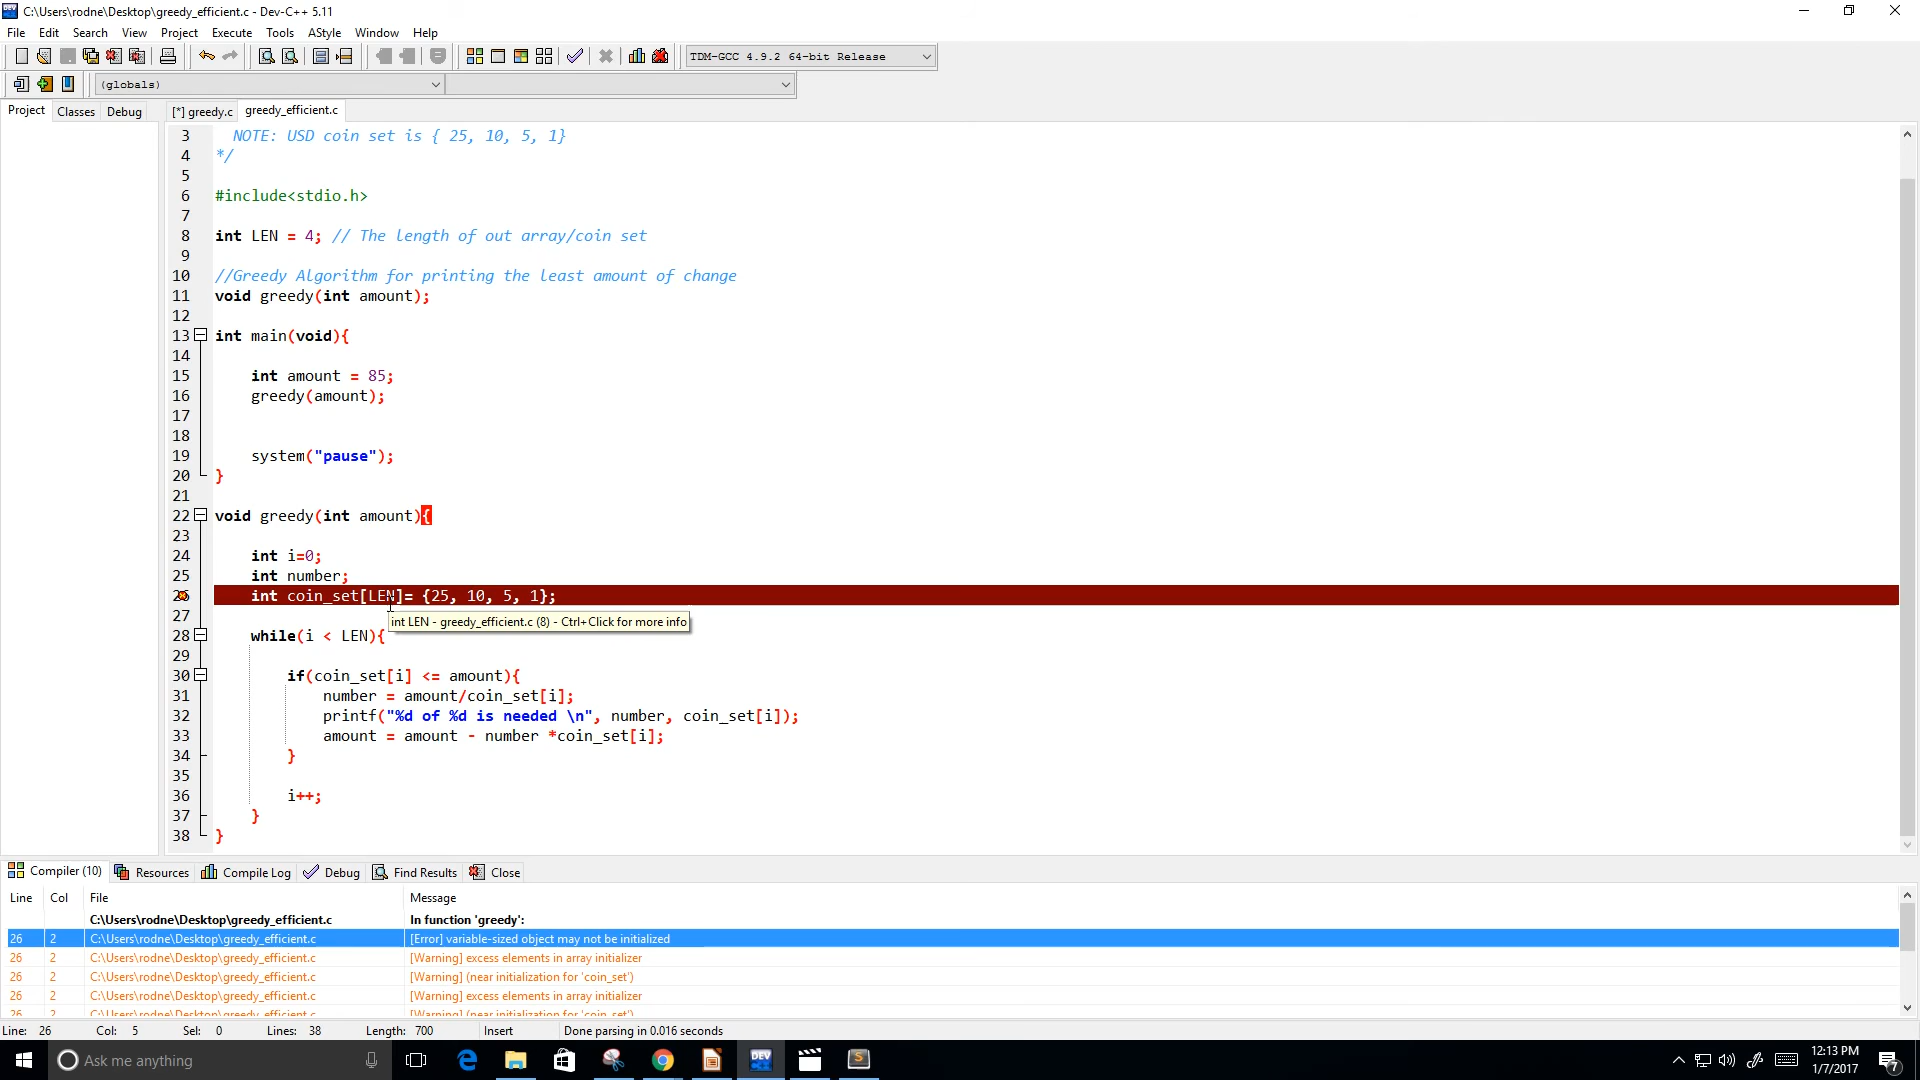 C:\Users\rodne\Desktop\greedy_efficient.c - Dev-C++ 5.11
File Edit Search View Project Execute Tools AStyle Window Help
TDM-GCC 4.9.2 64-bit Release
(globals)
Project Classes Debug [*] greedy.c greedy_efficient.c
3 NOTE: USD coin set is { 25, 10, 5, 1}
4 */
5
6 #include<stdio.h>
7
8 int LEN = 4; // The length of out array/coin set
9
10 //Greedy Algorithm for printing the least amount of change
11 void greedy(int amount);
12
13 int main(void){
14
15 int amount = 85;
16 greedy(amount);
17
18
19 system("pause");
20 }
21
22 void greedy(int amount){
23
24 int i=0;
25 int number;
26 int coin_set[LEN]= {25, 10, 5, 1};
27
int LEN - greedy_efficient.c (8) - Ctrl+Click for more info
28 while(i < LEN){
29
30 if(coin_set[i] <= amount){
31 number = amount/coin_set[i];
32 printf("%d of %d is needed \n", number, coin_set[i]);
33 amount = amount - number *coin_set[i];
34 }
35
36 i++;
37 }
38 }
Compiler (10) Resources Compile Log Debug Find Results Close
Line Col File Message
C:\Users\rodne\Desktop\greedy_efficient.c In function 'greedy':
26 2 C:\Users\rodne\Desktop\greedy_efficient.c [Error] variable-sized object may not be initialized
26 2 C:\Users\rodne\Desktop\greedy_efficient.c [Warning] excess elements in array initializer
26 2 C:\Users\rodne\Desktop\greedy_efficient.c [Warning] (near initialization for 'coin_set')
26 2 C:\Users\rodne\Desktop\greedy_efficient.c [Warning] excess elements in array initializer
26 2 C:\Users\rodne\Desktop\greedy_efficient.c [Warning] (near initialization for 'coin_set')
Line: 26 Col: 5 Sel: 0 Lines: 38 Length: 700 Insert Done parsing in 0.016 seconds
Ask me anything
DEV
S
12:13 PM
1/7/2017
7